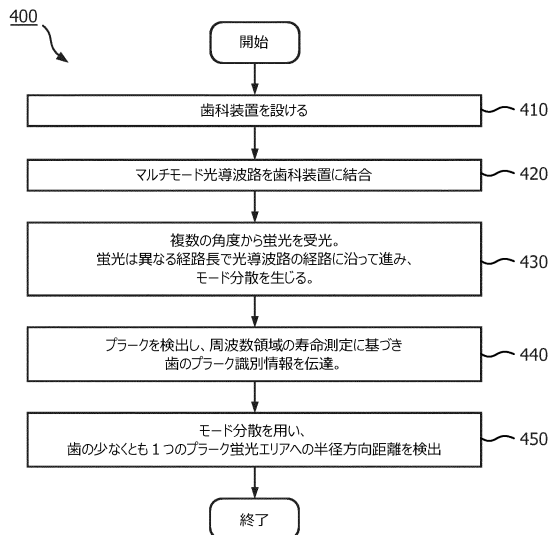 400
開始
歯科装置を設ける
410
マルチモード光導波路を歯科装置に結合
420
複数の角度から蛍光を受光。
蛍光は異なる経路長で光導波路の経路に沿って進み、
モード分散を生じる。
430
プラークを検出し、周波数領域の寿命測定に基づき
歯のプラーク識別情報を伝達。
440
モード分散を用い、
歯の少なくとも１つのプラーク蛍光エリアへの半径方向距離を検出
450
終了